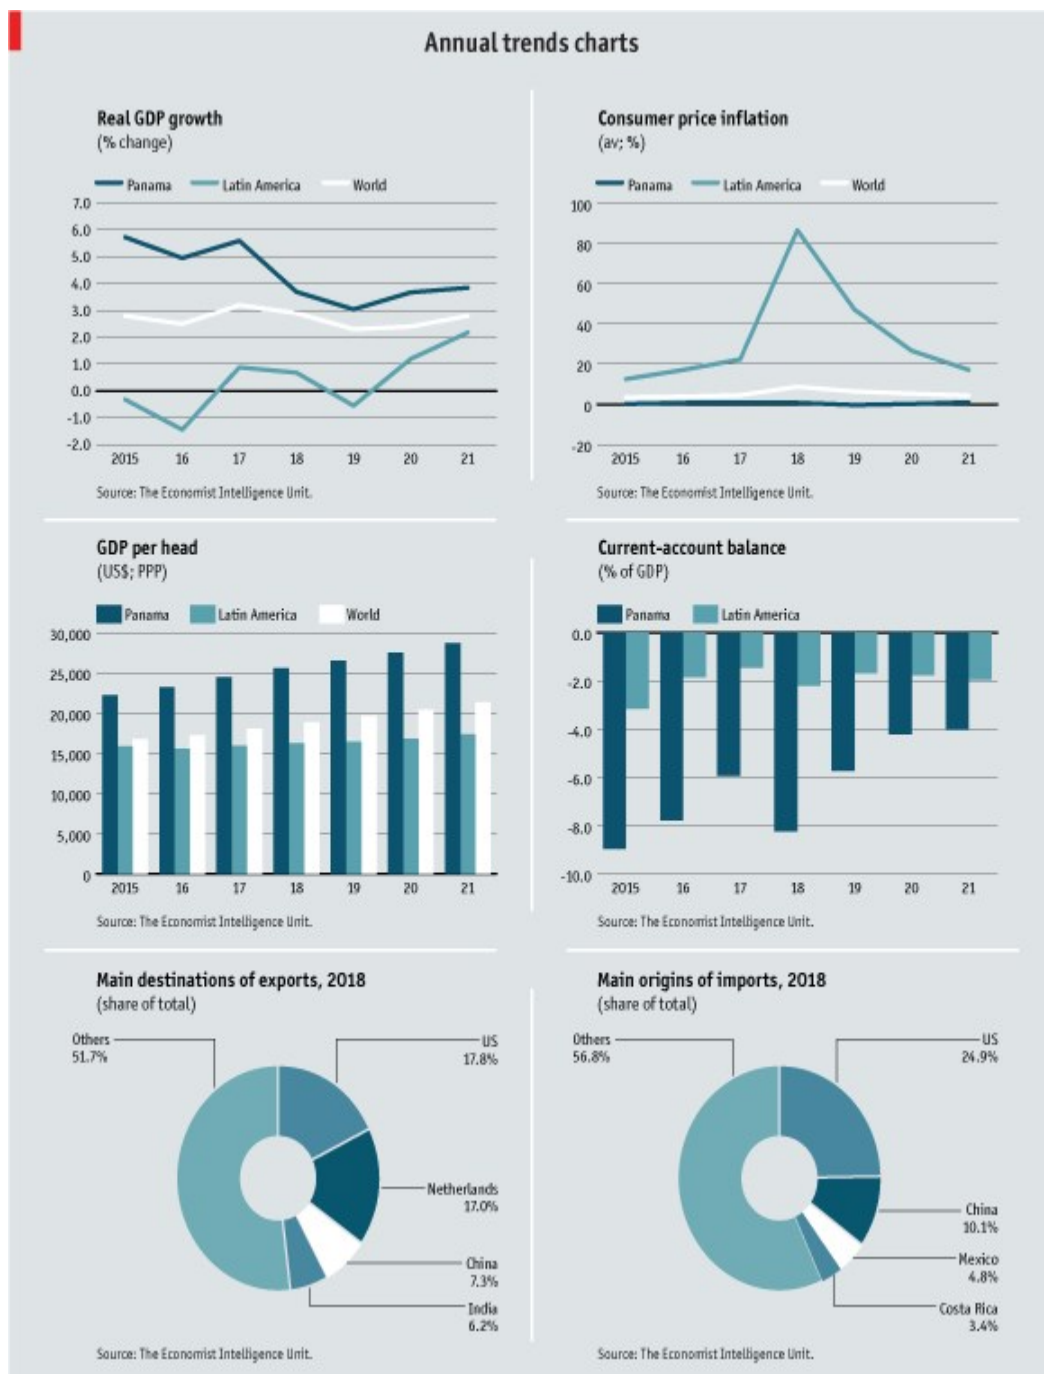 Annual trends charts
Real GDP growth
(% change)
Panama Latin America World
7.0
6.0
5.0
4.0
3.0
2.0
1.0
0.0
-1.0
-2.0
2015 16 17 18 19 20 21
Source: The Economist Intelligence Unit.
Consumer price inflation
(av; %)
Panama Latin America World
100
80
60
40
20
0
-20
2015 16 17 18 19 20 21
Source: The Economist Intelligence Unit.
GDP per head
(US$; PPP)
Panama Latin America World
30,000
25,000
20,000
15,000
10,000
5,000
0
2015 16 17 18 19 20 21
Source: The Economist Intelligence Unit.
Current-account balance
(% of GDP)
Panama Latin America
0.0
-2.0
-4.0
-6.0
-8.0
-10.0
2015 16 17 18 19 20 21
Source: The Economist Intelligence Unit.
Main destinations of exports, 2018
(share of total)
Others
51.7%
US
17.8%
Netherlands
17.0%
China
7.3%
India
6.2%
Source: The Economist Intelligence Unit.
Main origins of imports, 2018
(share of total)
Others
56.8%
US
24.9%
China
10.1%
Mexico
4.8%
Costa Rica
3.4%
Source: The Economist Intelligence Unit.